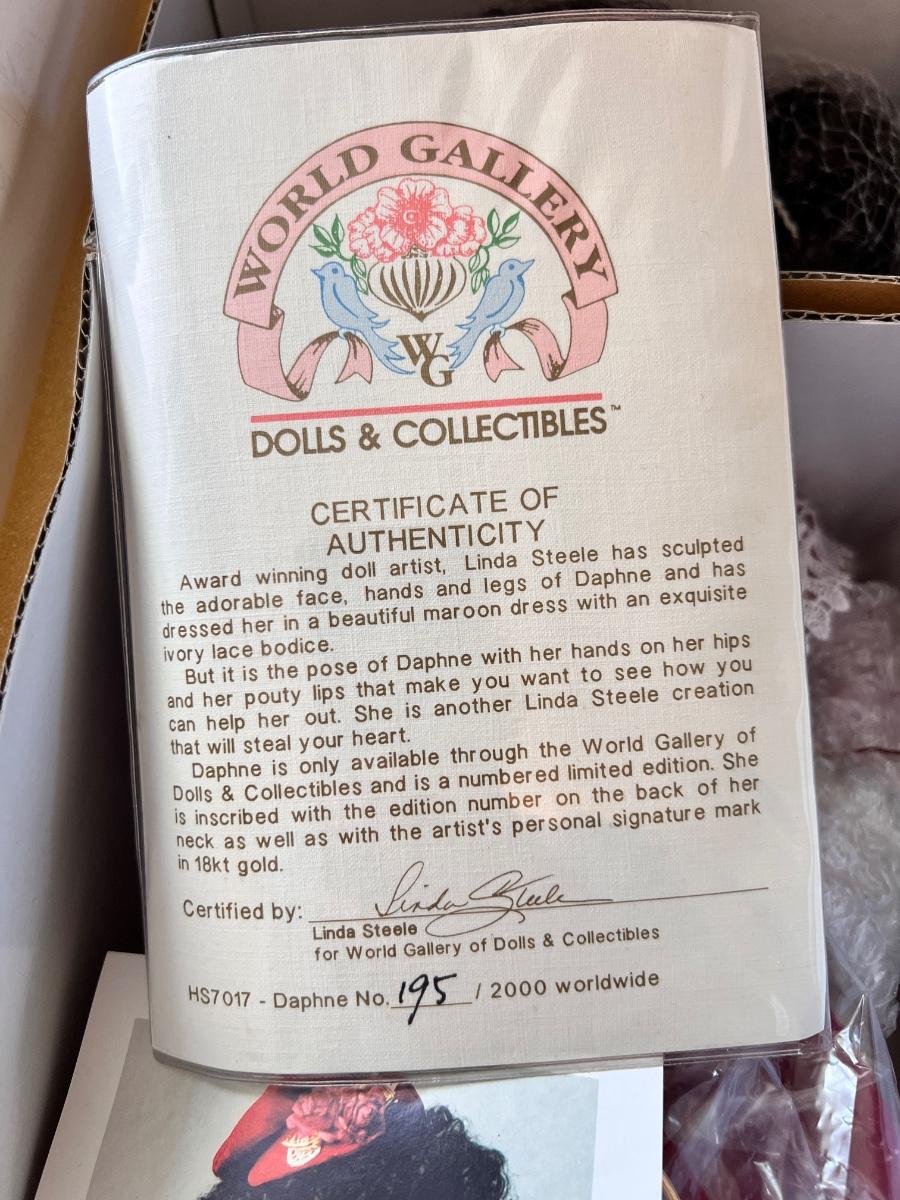 WORLD GALLERY
WG
DOLLS & COLLECTIBLES™
CERTIFICATE OF
AUTHENTICITY
Award winning doll artist, Linda Steele has sculpted
the adorable face, hands and legs of Daphne and has
dressed her in a beautiful maroon dress with an exquisite
ivory lace bodice.
But it is the pose of Daphne with her hands on her hips
and her pouty lips that make you want to see how you
can help her out. She is another Linda Steele creation
that will steal your heart.
Daphne is only available through the World Gallery of
Dolls & Collectibles and is a numbered limited edition. She
is inscribed with the edition number on the back of her
neck as well as with the artist's personal signature mark
in 18kt gold.
Certified by: Linda Steele
Linda Steele
for World Gallery of Dolls & Collectibles
HS7017 - Daphne No. 195 / 2000 worldwide